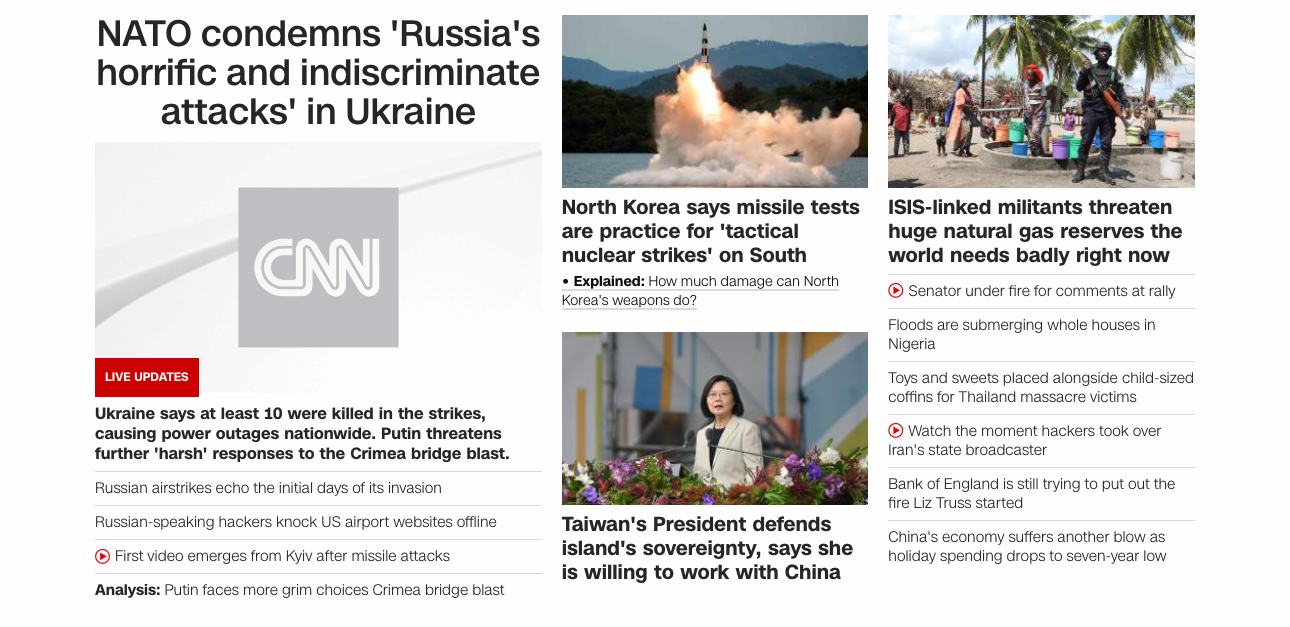 NATO condemns 'Russia's
horrific and indiscriminate
attacks' in Ukraine
CNN
LIVE UPDATES
Ukraine says at least 10 were killed in the strikes,
causing power outages nationwide. Putin threatens
further 'harsh' responses to the Crimea bridge blast.
Russian airstrikes echo the initial days of its invasion
Russian-speaking hackers knock US airport websites offline
First video emerges from Kyiv after missile attacks
Analysis: Putin faces more grim choices Crimea bridge blast
North Korea says missile tests
are practice for 'tactical
nuclear strikes' on South
• Explained: How much damage can North
Korea's weapons do?
Taiwan's President defends
island's sovereignty, says she
is willing to work with China
ISIS-linked militants threaten
huge natural gas reserves the
world needs badly right now
Senator under fire for comments at rally
Floods are submerging whole houses in
Nigeria
Toys and sweets placed alongside child-sized
coffins for Thailand massacre victims
Watch the moment hackers took over
Iran's state broadcaster
Bank of England is still trying to put out the
fire Liz Truss started
China's economy suffers another blow as
holiday spending drops to seven-year low